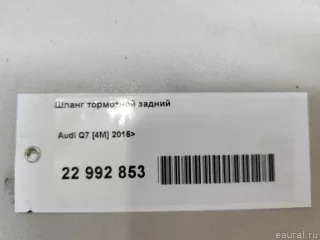 Шланг тормозной задний
Audi Q7 [4M] 2015>
22 992 853
eaural.ru